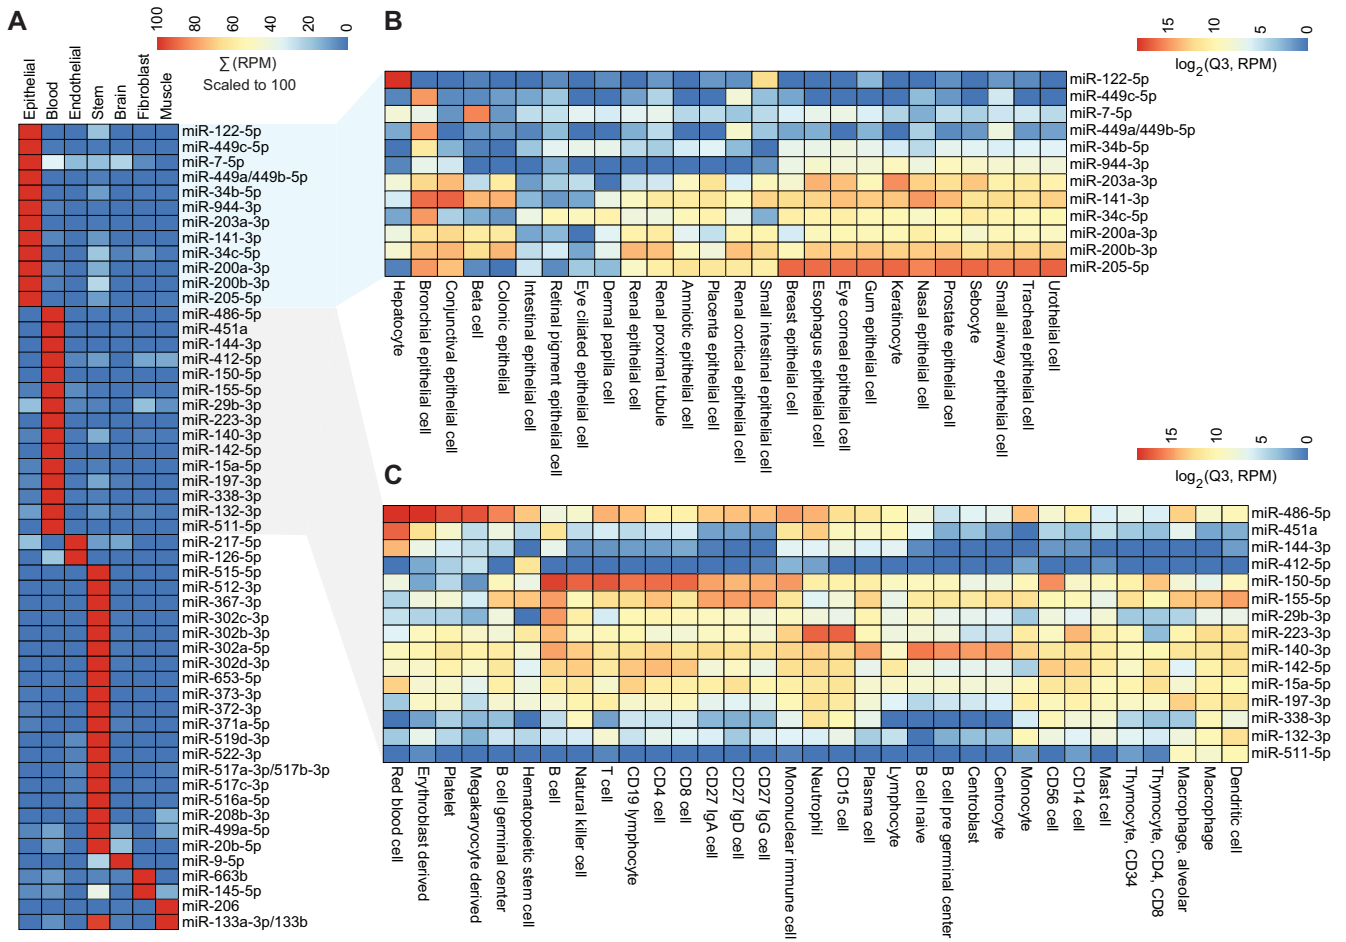 A
100
80
60
40
20
0
∑(RPM)
Scaled to 100
Epithelial
Blood
Endothelial
Stem
Brain
Fibroblast
Muscle
miR-122-5p
miR-449c-5p
miR-7-5p
miR-449a/449b-5p
miR-34b-5p
miR-944-3p
miR-203a-3p
miR-141-3p
miR-34c-5p
miR-200a-3p
miR-200b-3p
miR-205-5p
miR-486-5p
miR-451a
miR-144-3p
miR-412-5p
miR-150-5p
miR-155-5p
miR-29b-3p
miR-223-3p
miR-140-3p
miR-142-5p
miR-15a-5p
miR-197-3p
miR-338-3p
miR-132-3p
miR-511-5p
miR-217-5p
miR-126-5p
miR-515-5p
miR-512-3p
miR-367-3p
miR-302c-3p
miR-302b-3p
miR-302a-5p
miR-302d-3p
miR-653-5p
miR-373-3p
miR-372-3p
miR-371a-5p
miR-519d-3p
miR-522-3p
miR-517a-3p/517b-3p
miR-517c-3p
miR-516a-5p
miR-208b-3p
miR-499a-5p
miR-20b-5p
miR-9-5p
miR-663b
miR-145-5p
miR-206
miR-133a-3p/133b
B
15
10
5
0
log2(Q3, RPM)
miR-122-5p
miR-449c-5p
miR-7-5p
miR-449a/449b-5p
miR-34b-5p
miR-944-3p
miR-203a-3p
miR-141-3p
miR-34c-5p
miR-200a-3p
miR-200b-3p
miR-205-5p
Hepatocyte
Bronchial epithelial cell
Conjunctival epithelial cell
Beta cell
Colonic epithelial
Intestinal epithelial cell
Retinal pigment epithelial cell
Eye ciliated epithelial cell
Dermal papilla cell
Renal epithelial cell
Renal proximal tubule
Amniotic epithelial cell
Placenta epithelial cell
Renal cortical epithelial cell
Small intestinal epithelial cell
Breast epithelial cell
Esophagus epithelial cell
Eye corneal epithelial cell
Gum epithelial cell
Keratinocyte
Nasal epithelial cell
Prostate epithelial cell
Sebocyte
Small airway epithelial cell
Tracheal epithelial cell
Urothelial cell
C
15
10
5
0
log2(Q3, RPM)
miR-486-5p
miR-451a
miR-144-3p
miR-412-5p
miR-150-5p
miR-155-5p
miR-29b-3p
miR-223-3p
miR-140-3p
miR-142-5p
miR-15a-5p
miR-197-3p
miR-338-3p
miR-132-3p
miR-511-5p
Red blood cell
Erythroblast derived
Platelet
Megakaryocyte derived
B cell germinal center
Hematopoietic stem cell
B cell
Natural killer cell
T cell
CD19 lymphocyte
CD4 cell
CD8 cell
CD27 IgA cell
CD27 IgD cell
CD27 IgG cell
Mononuclear immune cell
Neutrophil
CD15 cell
Plasma cell
Lymphocyte
B cell naive
B cell pre germinal center
Centroblast
Centrocyte
Monocyte
CD56 cell
CD14 cell
Mast cell
Thymocyte, CD34
Thymocyte, CD4, CD8
Macrophage, alveolar
Macrophage
Dendritic cell